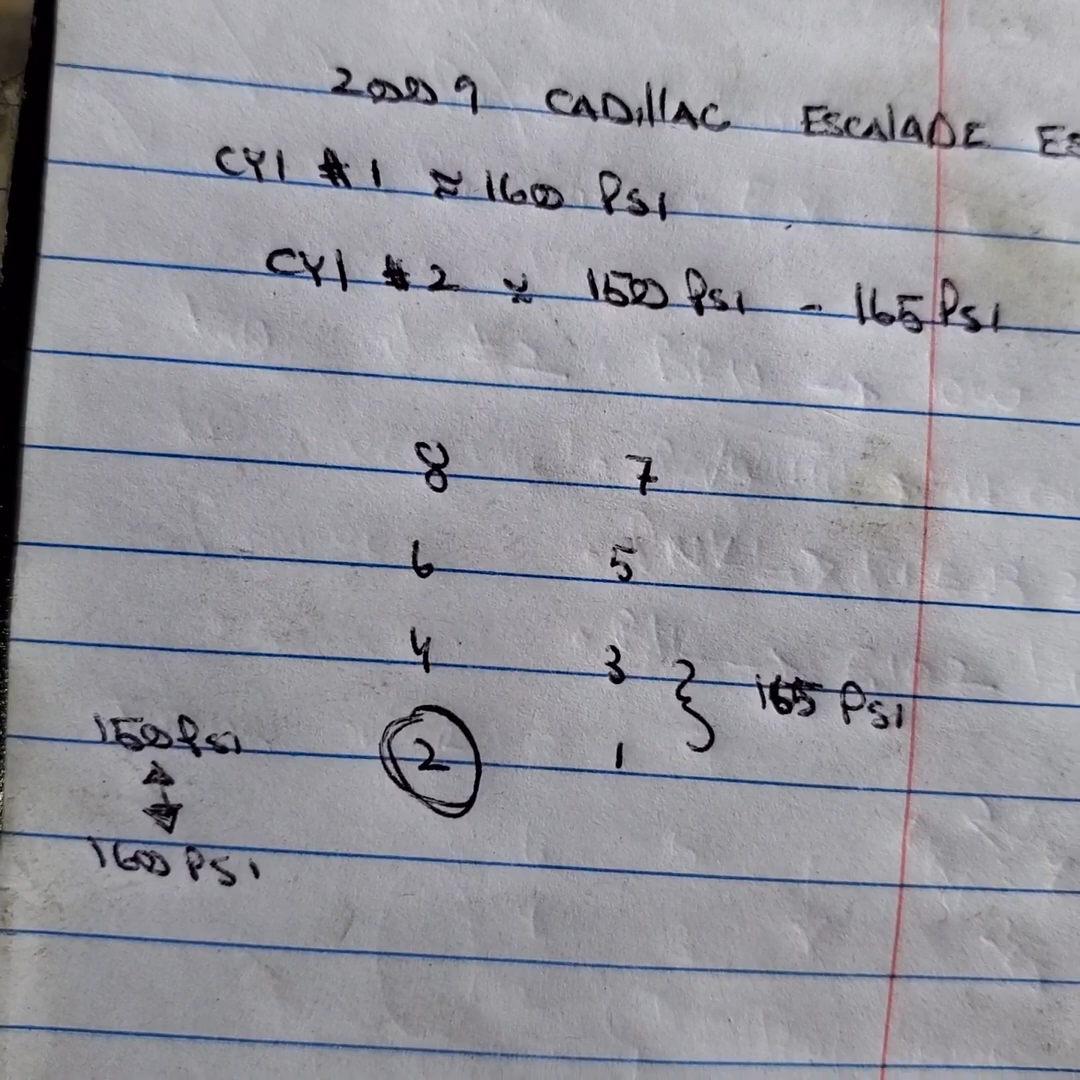 2009 CADillAC ESCAlADE ES
CYl #1 ≈ 160 PSI
CYl #2 ≈ 150 PSI - 165 PSI
8 7
6 5
4 3 } 165 PSI
150 PSI 2 1
160 PSI